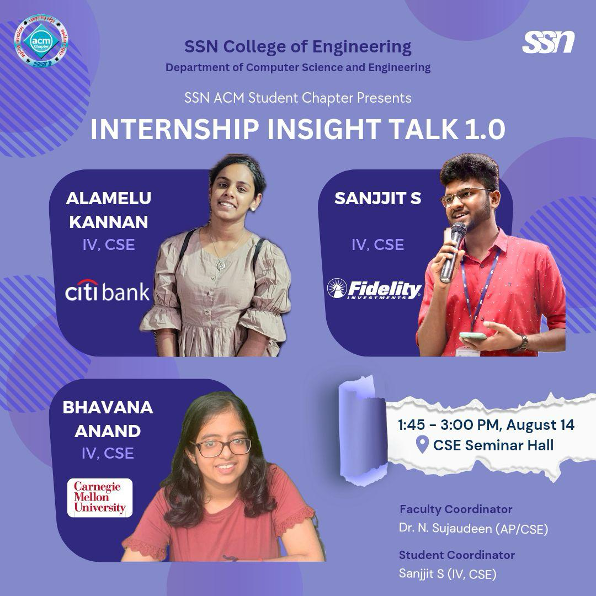 acm
Chapter
SSN
ssn
SSN College of Engineering
Department of Computer Science and Engineering
SSN ACM Student Chapter Presents
INTERNSHIP INSIGHT TALK 1.0
ALAMELU
KANNAN
IV, CSE
citi bank
SANJJIT S
IV, CSE
Fidelity
INVESTMENTS
BHAVANA
ANAND
IV, CSE
Carnegie
Mellon
University
1:45 - 3:00 PM, August 14
CSE Seminar Hall
Faculty Coordinator
Dr. N. Sujaudeen (AP/CSE)
Student Coordinator
Sanjjit S (IV, CSE)